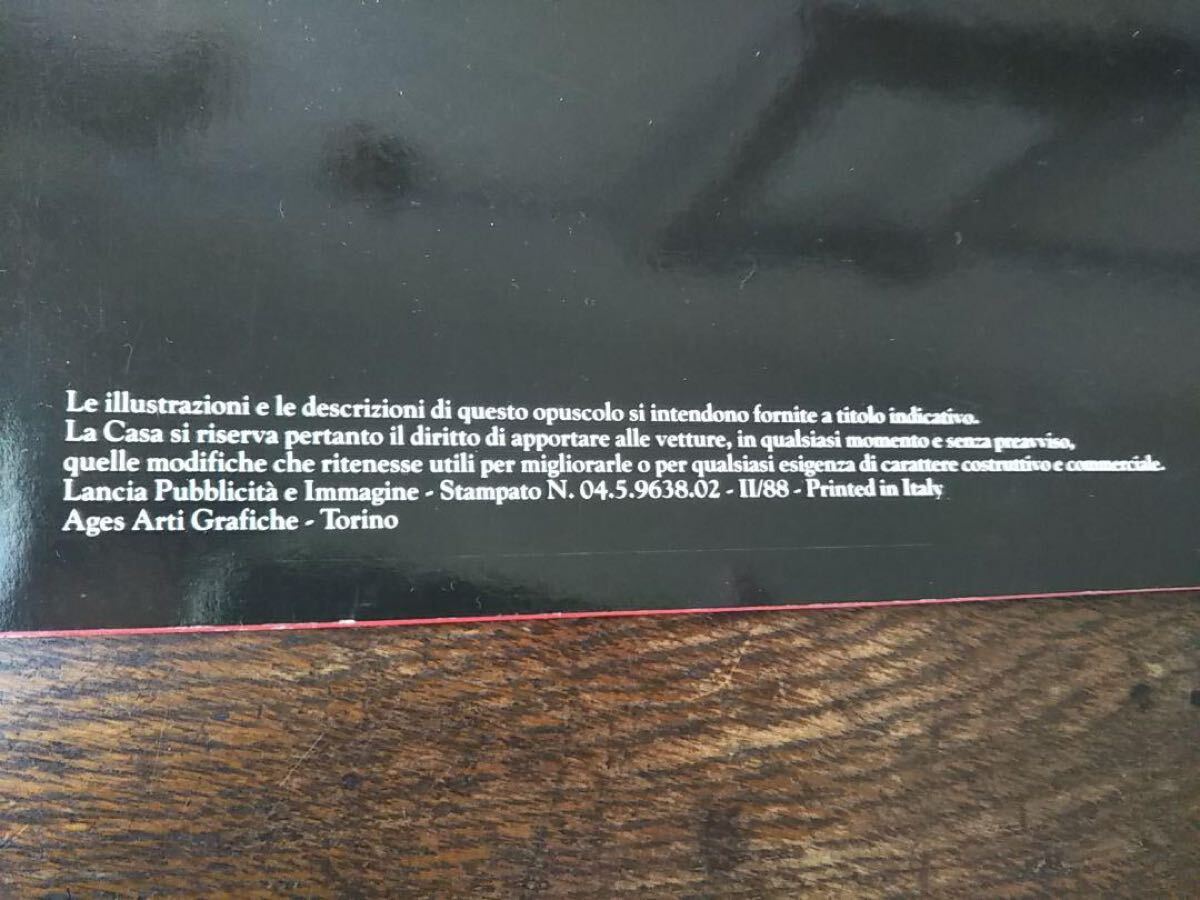 Le illustrazioni e le descrizioni di questo opuscolo si intendono fornite a titolo indicativo.
La Casa si riserva pertanto il diritto di apportare alle vetture, in qualsiasi momento e senza preavviso,
quelle modifiche che ritenesse utili per migliorarle o per qualsiasi esigenza di carattere costruttivo e commerciale.
Lancia Pubblicità e Immagine - Stampato N. 04.5.9638.02 - II/88 - Printed in Italy
Ages Arti Grafiche - Torino